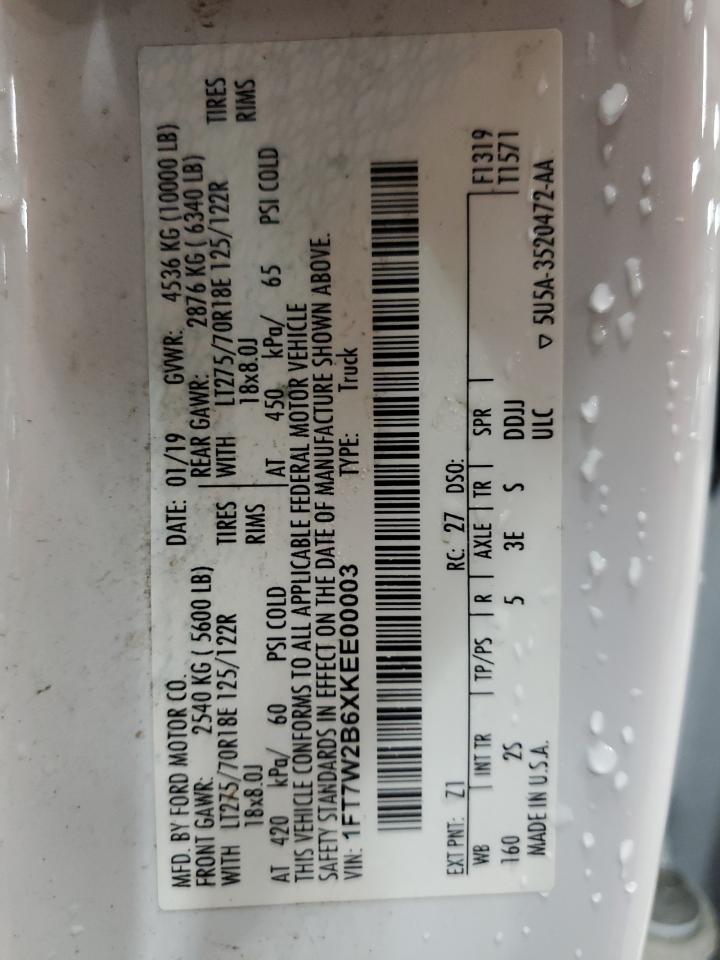 MFD. BY FORD MOTOR CO. DATE: 01/19 GVWR: 4536 KG (10000 LB)
FRONT GAWR: 2540 KG ( 5600 LB) REAR GAWR: 2876 KG ( 6340 LB)
WITH LT275/70R18E 125/122R TIRES WITH LT275/70R18E 125/122R TIRES
18x8.0J RIMS 18x8.0J RIMS
AT 420 kPa/ 60 PSI COLD AT 450 kPa/ 65 PSI COLD
THIS VEHICLE CONFORMS TO ALL APPLICABLE FEDERAL MOTOR VEHICLE
SAFETY STANDARDS IN EFFECT ON THE DATE OF MANUFACTURE SHOWN ABOVE.
VIN: 1FT7W2B6XKEE00003 TYPE: Truck
EXT PNT: Z1 RC: 27 DSO: F1319
WB INT TR TP/PS R AXLE TR SPR T1571
160 2S 5 3E S DDJJ
MADE IN U.S.A. ULC ▽ 5U5A-3520472-AA